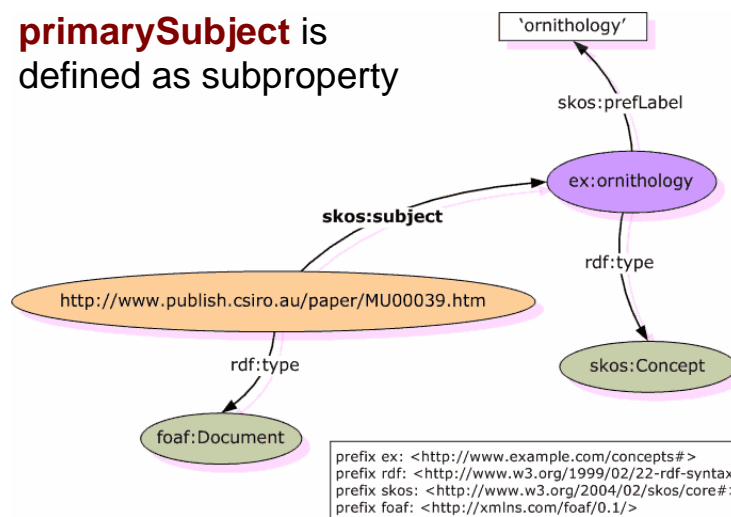 primarySubject is
defined as subproperty
‘ornithology’
skos:prefLabel
ex:ornithology
skos:subject
rdf:type
http://www.publish.csiro.au/paper/MU00039.htm
rdf:type
skos:Concept
foaf:Document
prefix ex: <http://www.example.com/concepts#>
prefix rdf: <http://www.w3.org/1999/02/22-rdf-syntax
prefix skos: <http://www.w3.org/2004/02/skos/core#>
prefix foaf: <http://xmlns.com/foaf/0.1/>